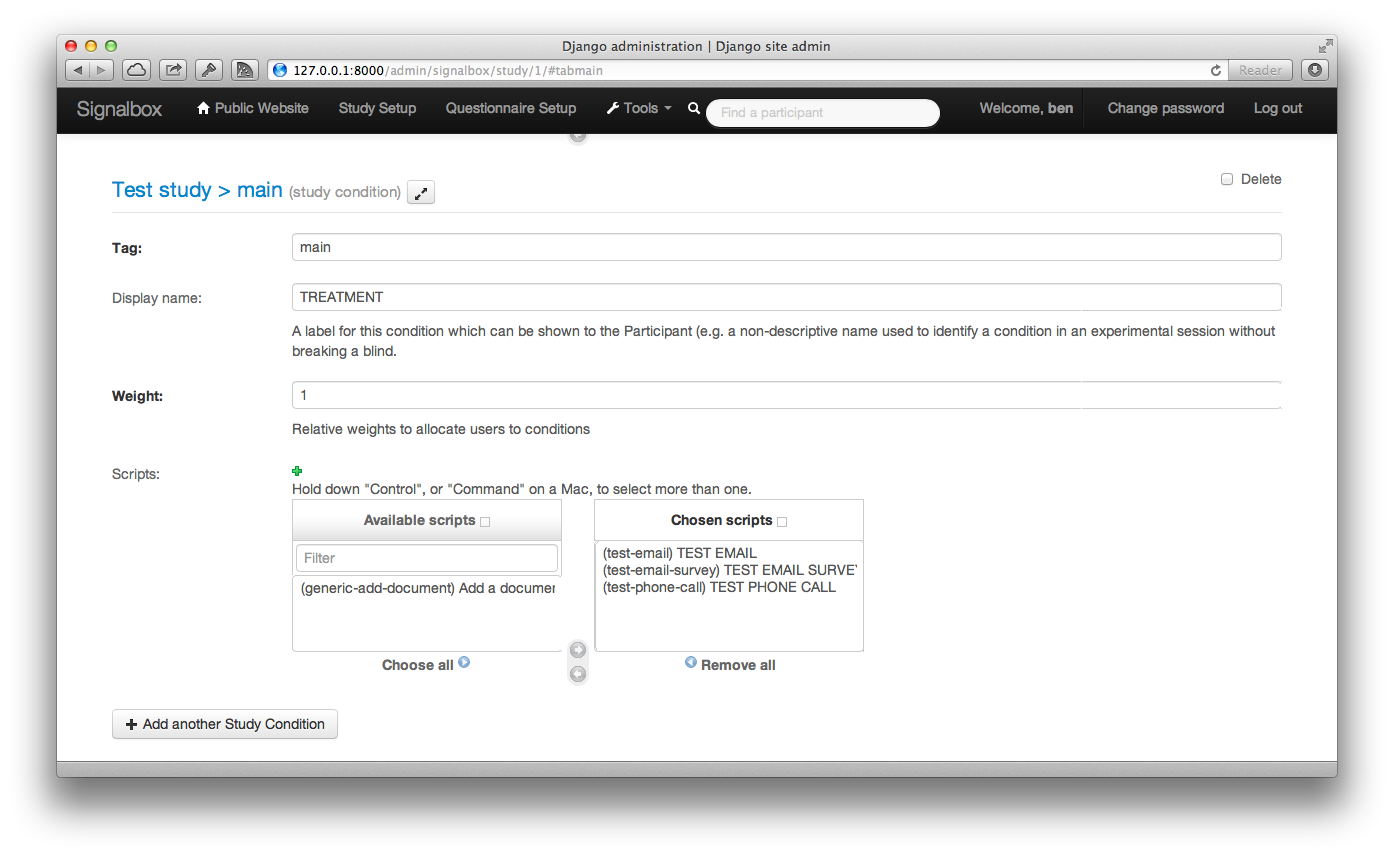 Django administration | Django site admin
127.0.0.1:8000/admin/signalbox/study/1/#tabmain
Reader
Signalbox Public Website Study Setup Questionnaire Setup Tools Find a participant Welcome, ben Change password Log out
Test study > main (study condition)
Delete
Tag: main
Display name: TREATMENT
A label for this condition which can be shown to the Participant (e.g. a non-descriptive name used to identify a condition in an experimental session without
breaking a blind.
Weight: 1
Relative weights to allocate users to conditions
Scripts:
Hold down "Control", or "Command" on a Mac, to select more than one.
Available scripts
Filter
(generic-add-document) Add a documen
Choose all
Chosen scripts
(test-email) TEST EMAIL
(test-email-survey) TEST EMAIL SURVEY
(test-phone-call) TEST PHONE CALL
Remove all
Add another Study Condition